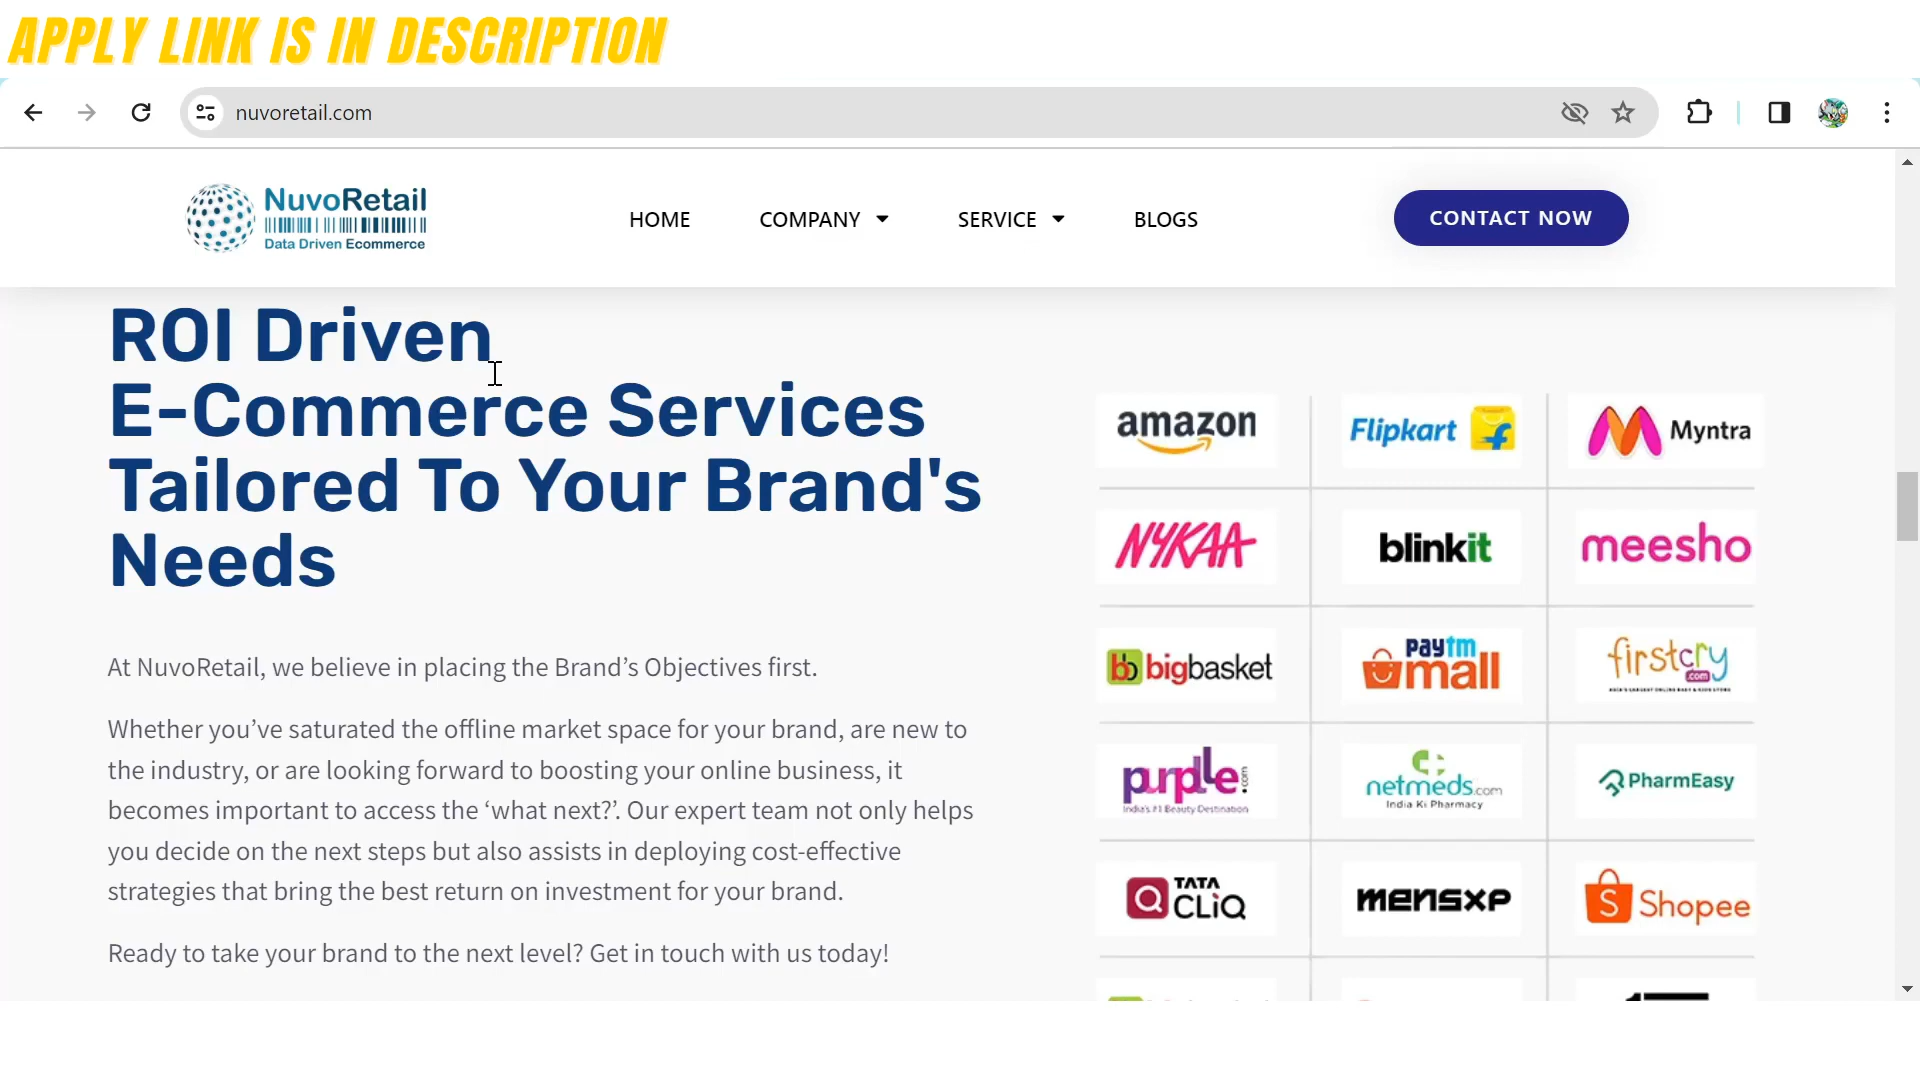 APPLY LINK IS IN DESCRIPTION
nuvoretail.com
NuvoRetail
Data Driven Ecommerce
HOME
COMPANY
SERVICE
BLOGS
CONTACT NOW
ROI Driven
E-Commerce Services
Tailored To Your Brand's
Needs
At NuvoRetail, we believe in placing the Brand’s Objectives first.
Whether you’ve saturated the offline market space for your brand, are new to
the industry, or are looking forward to boosting your online business, it
becomes important to access the ‘what next?’. Our expert team not only helps
you decide on the next steps but also assists in deploying cost-effective
strategies that bring the best return on investment for your brand.
Ready to take your brand to the next level? Get in touch with us today!
amazon
Flipkart
Myntra
NYKAA
blinkit
meesho
bb bigbasket
paytm
mall
firstcry
.com
ASIA'S LARGEST ONLINE BABY & KIDS STORE
purplle.com
India's #1 Beauty Destination
netmeds.com
India Ki Pharmacy
PharmEasy
TATA
CLiQ
mensxp
S Shopee